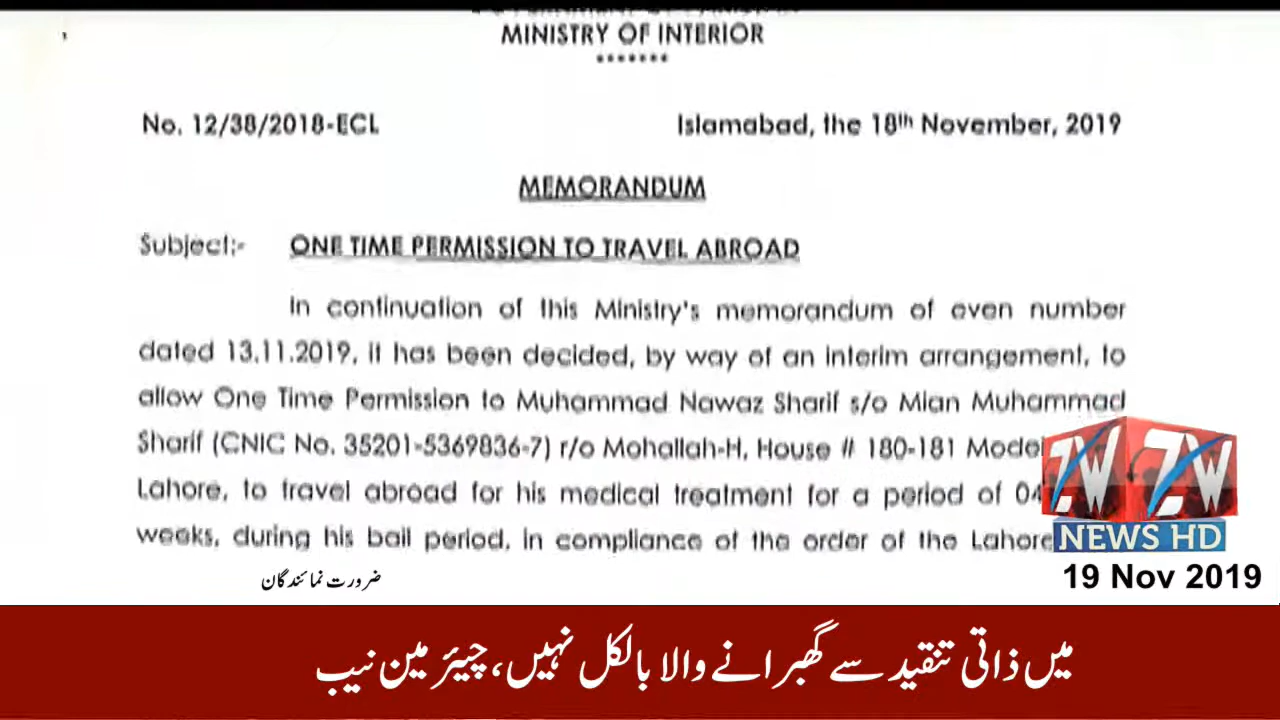 MINISTRY OF INTERIOR
*******
No. 12/38/2018-ECL Islamabad, the 18th November, 2019
MEMORANDUM
Subject:- ONE TIME PERMISSION TO TRAVEL ABROAD
In continuation of this Ministry's memorandum of even number
dated 13.11.2019, it has been decided, by way of an interim arrangement, to
allow One Time Permission to Muhammad Nawaz Sharif s/o Mian Muhammad
Sharif (CNIC No. 35201-5369836-7) r/o Mohallah-H, House # 180-181 Model
Lahore, to travel abroad for his medical treatment for a period of 04
weeks, during his bail period, in compliance of the order of the Lahore
ZW ZW
NEWS HD
19 Nov 2019
ضرورت نمائندگان
میں ذاتی تنقید سے گھبرانے والا بالکل نہیں، چیئرمین نیب